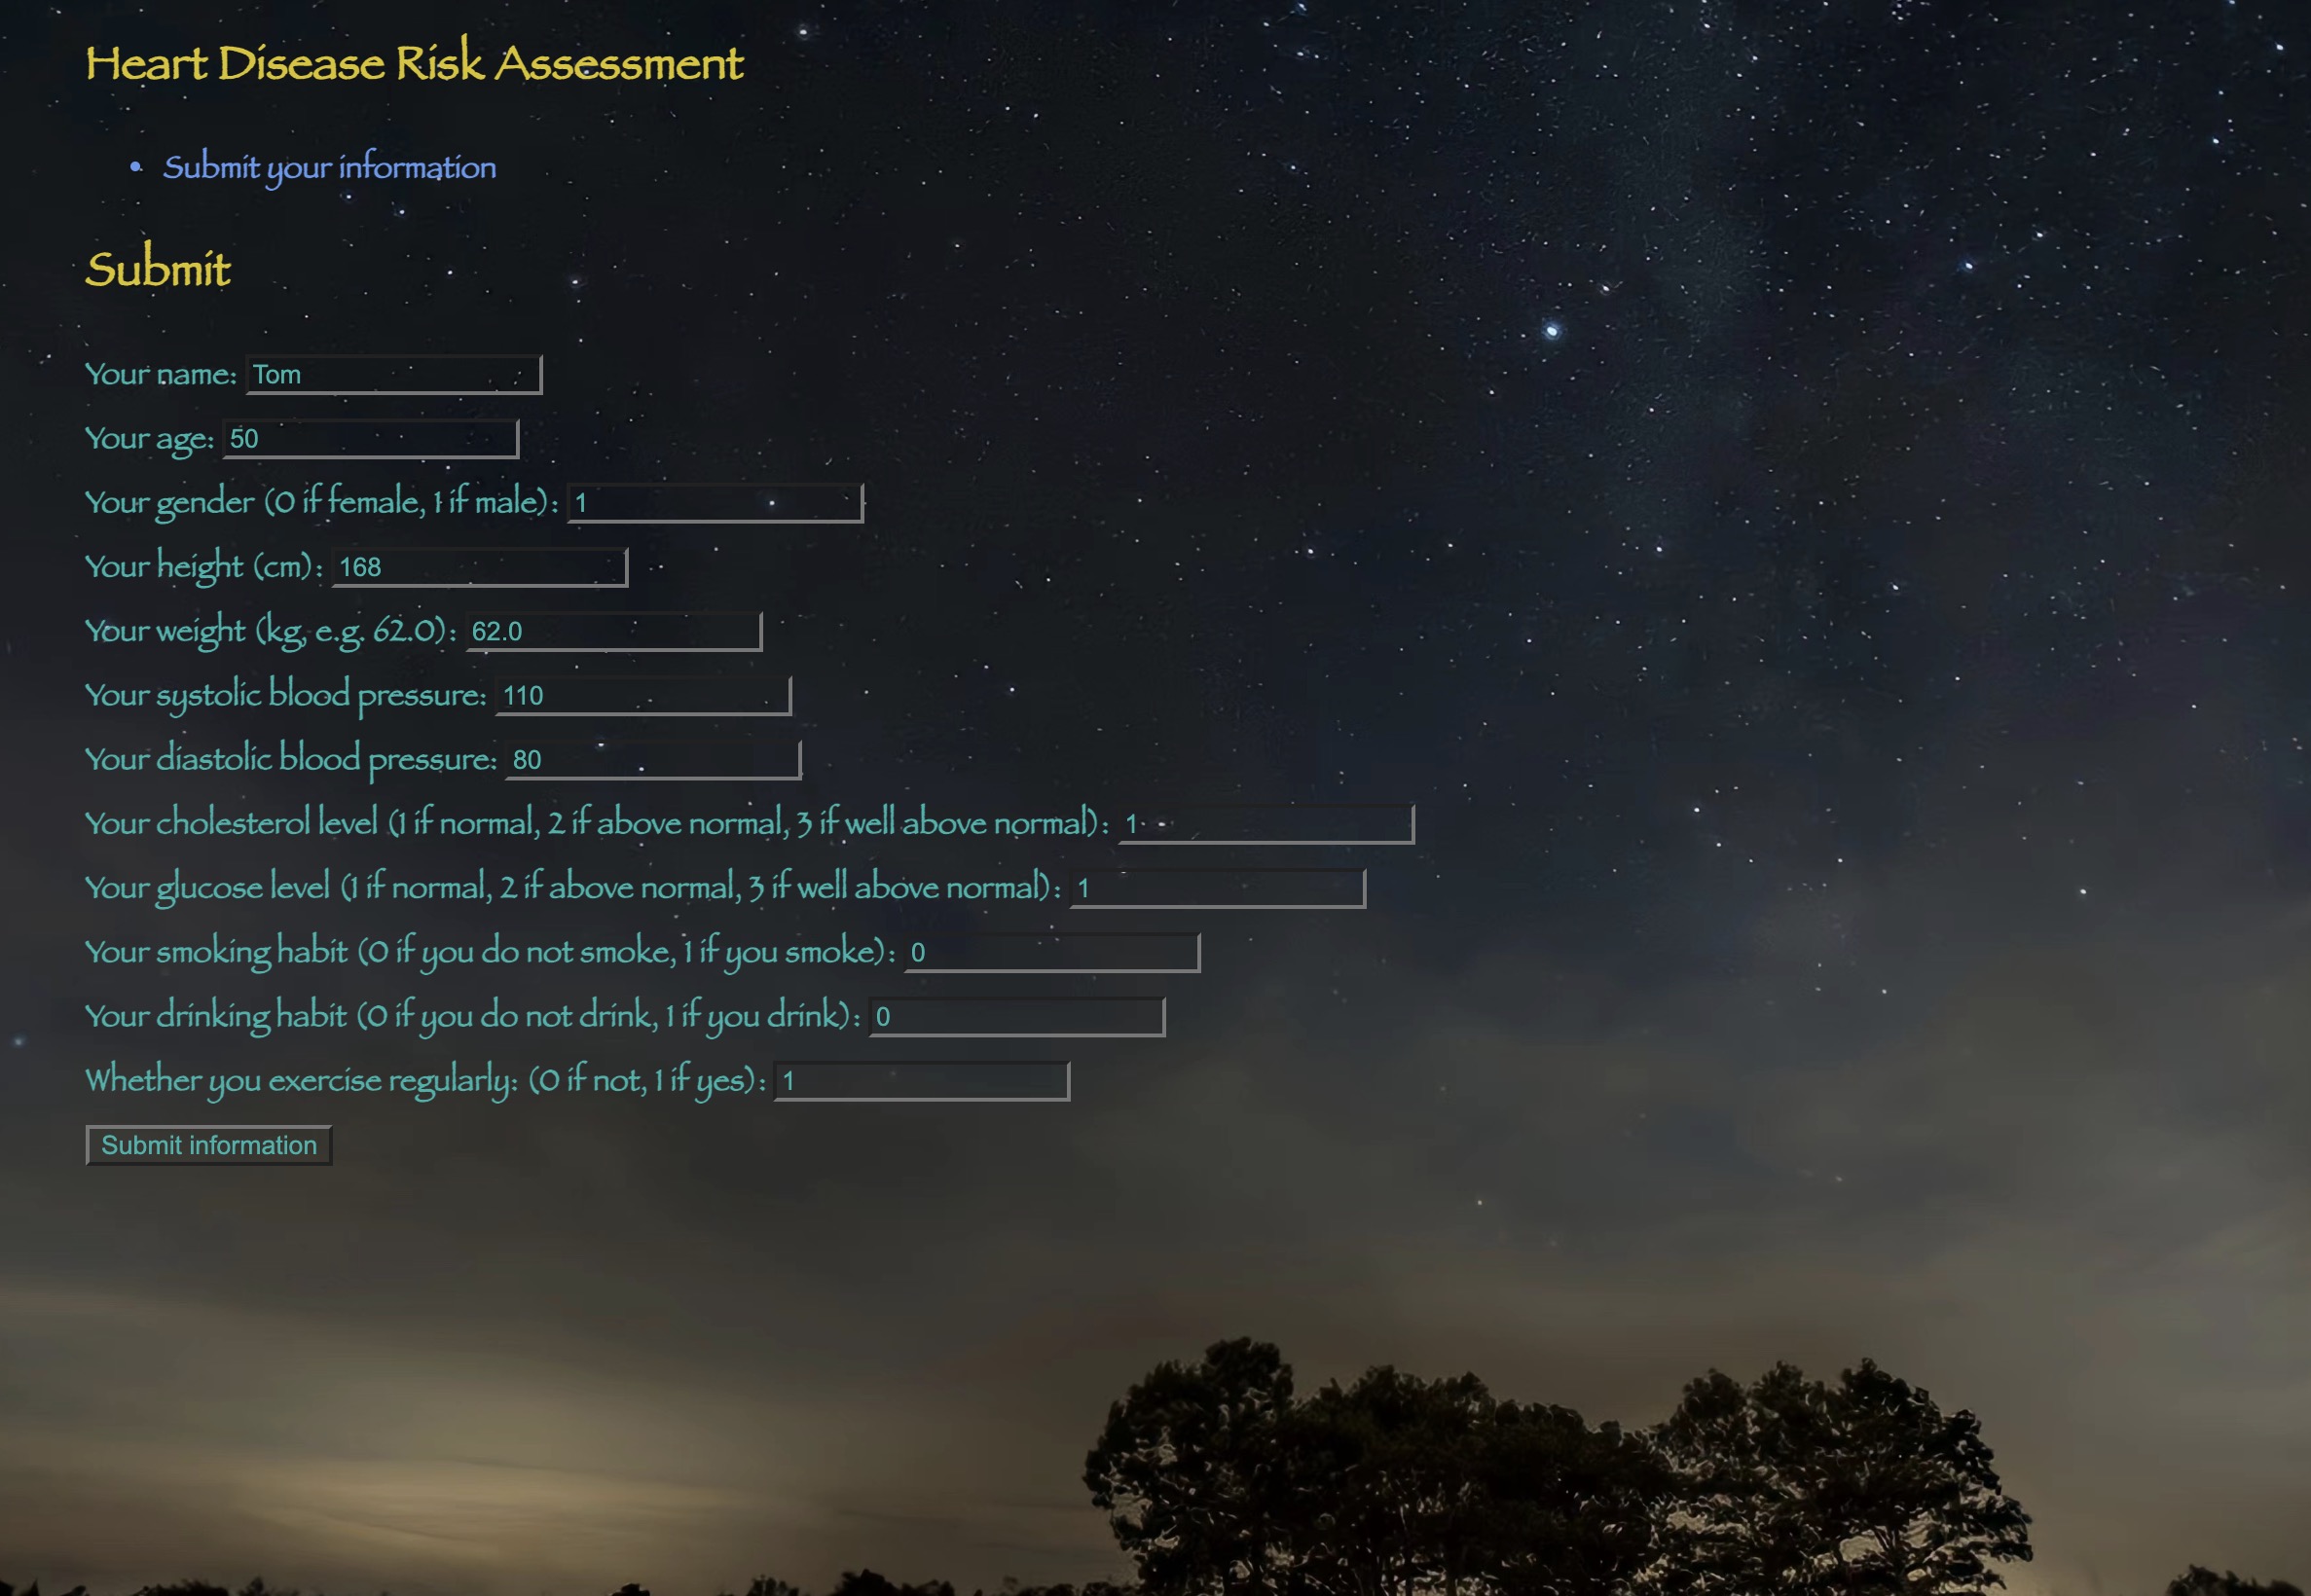 Heart Disease Risk Assessment
• Submit your information
Submit
Your name: Tom
Your age: 50
Your gender (0 if female, 1 if male): 1
Your height (cm): 168
Your weight (kg, e.g. 62.0): 62.0
Your systolic blood pressure: 110
Your diastolic blood pressure: 80
Your cholesterol level (1 if normal, 2 if above normal, 3 if well above normal): 1
Your glucose level (1 if normal, 2 if above normal, 3 if well above normal): 1
Your smoking habit (0 if you do not smoke, 1 if you smoke): 0
Your drinking habit (0 if you do not drink, 1 if you drink): 0
Whether you exercise regularly: (0 if not, 1 if yes): 1
Submit information